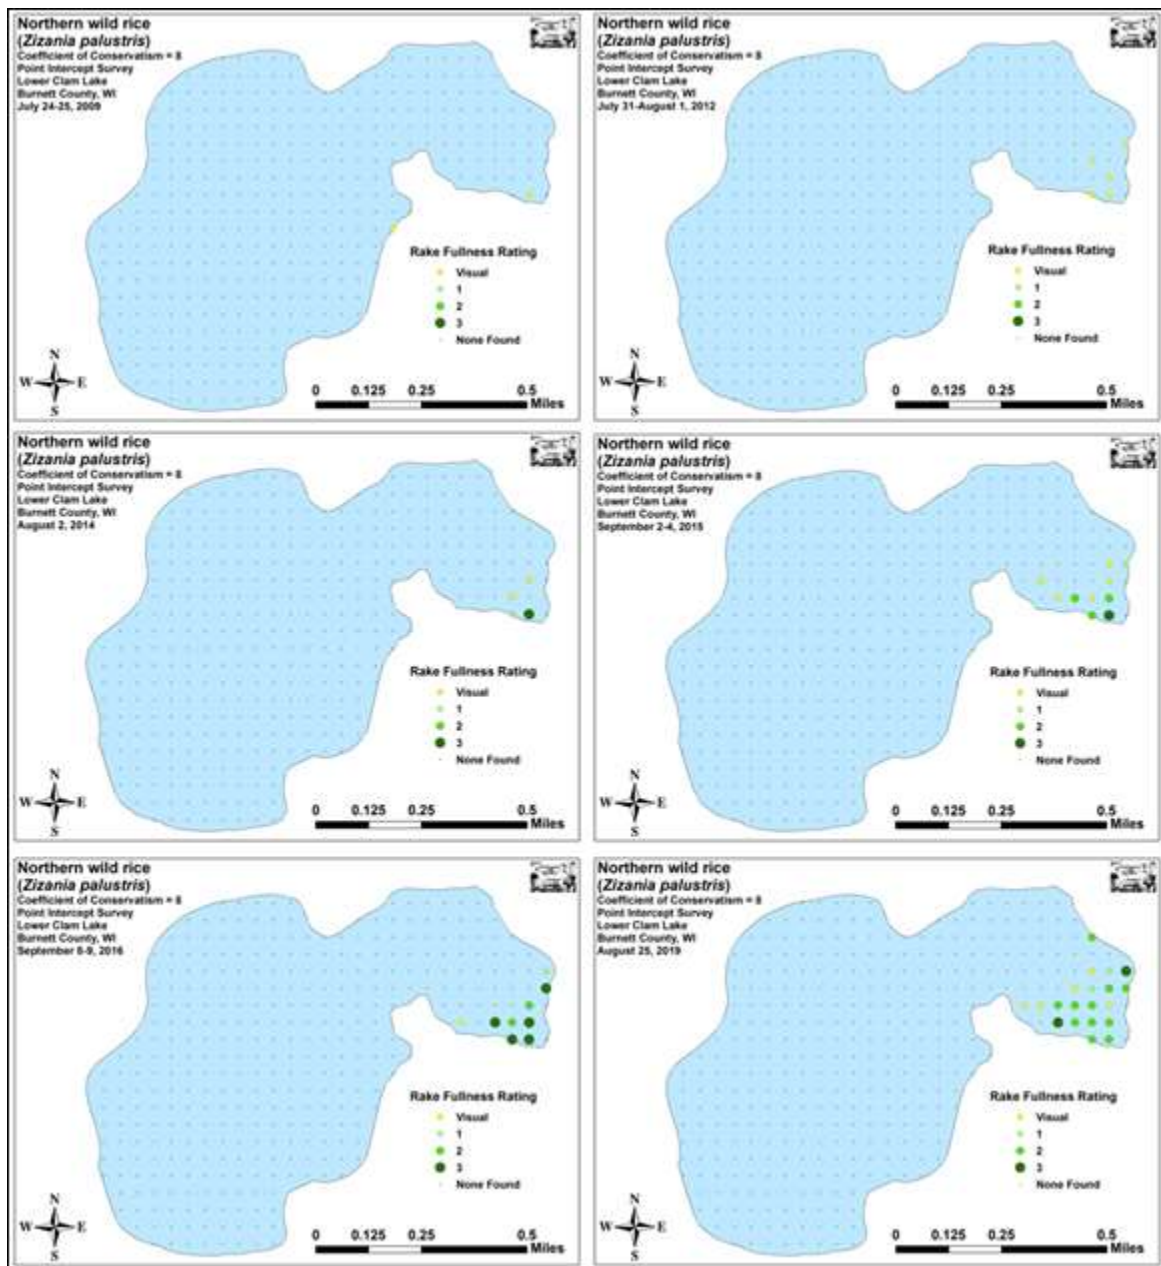 Northern wild rice
(Zizania palustris)
Coefficient of Conservatism = 8
Point Intercept Survey
Lower Clam Lake
Burnett County, WI
July 24-25, 2009
Rake Fullness Rating
Visual
1
2
3
None Found
N
W E
S
0 0.125 0.25 0.5
Miles
Northern wild rice
(Zizania palustris)
Coefficient of Conservatism = 8
Point Intercept Survey
Lower Clam Lake
Burnett County, WI
July 31-August 1, 2012
Rake Fullness Rating
Visual
1
2
3
None Found
N
W E
S
0 0.125 0.25 0.5
Miles
Northern wild rice
(Zizania palustris)
Coefficient of Conservatism = 8
Point Intercept Survey
Lower Clam Lake
Burnett County, WI
August 2, 2014
Rake Fullness Rating
Visual
1
2
3
None Found
N
W E
S
0 0.125 0.25 0.5
Miles
Northern wild rice
(Zizania palustris)
Coefficient of Conservatism = 8
Point Intercept Survey
Lower Clam Lake
Burnett County, WI
September 2-4, 2015
Rake Fullness Rating
Visual
1
2
3
None Found
N
W E
S
0 0.125 0.25 0.5
Miles
Northern wild rice
(Zizania palustris)
Coefficient of Conservatism = 8
Point Intercept Survey
Lower Clam Lake
Burnett County, WI
September 8-9, 2016
Rake Fullness Rating
Visual
1
2
3
None Found
N
W E
S
0 0.125 0.25 0.5
Miles
Northern wild rice
(Zizania palustris)
Coefficient of Conservatism = 8
Point Intercept Survey
Lower Clam Lake
Burnett County, WI
August 25, 2019
Rake Fullness Rating
Visual
1
2
3
None Found
N
W E
S
0 0.125 0.25 0.5
Miles